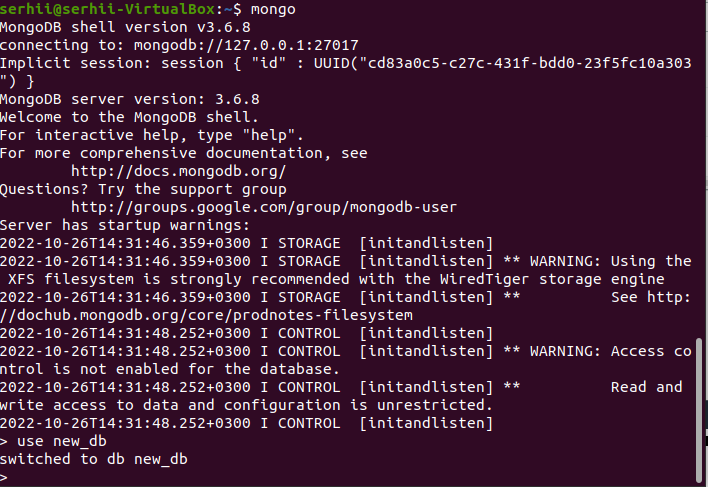 serhii@serhii-VirtualBox:~$ mongo
MongoDB shell version v3.6.8
connecting to: mongodb://127.0.0.1:27017
Implicit session: session { "id" : UUID("cd83a0c5-c27c-431f-bdd0-23f5fc10a303
") }
MongoDB server version: 3.6.8
Welcome to the MongoDB shell.
For interactive help, type "help".
For more comprehensive documentation, see
        http://docs.mongodb.org/
Questions? Try the support group
        http://groups.google.com/group/mongodb-user
Server has startup warnings:
2022-10-26T14:31:46.359+0300 I STORAGE  [initandlisten]
2022-10-26T14:31:46.359+0300 I STORAGE  [initandlisten] ** WARNING: Using the
 XFS filesystem is strongly recommended with the WiredTiger storage engine
2022-10-26T14:31:46.359+0300 I STORAGE  [initandlisten] **          See http:
//dochub.mongodb.org/core/prodnotes-filesystem
2022-10-26T14:31:48.252+0300 I CONTROL  [initandlisten]
2022-10-26T14:31:48.252+0300 I CONTROL  [initandlisten] ** WARNING: Access co
ntrol is not enabled for the database.
2022-10-26T14:31:48.252+0300 I CONTROL  [initandlisten] **          Read and
write access to data and configuration is unrestricted.
2022-10-26T14:31:48.252+0300 I CONTROL  [initandlisten]
> use new_db
switched to db new_db
>